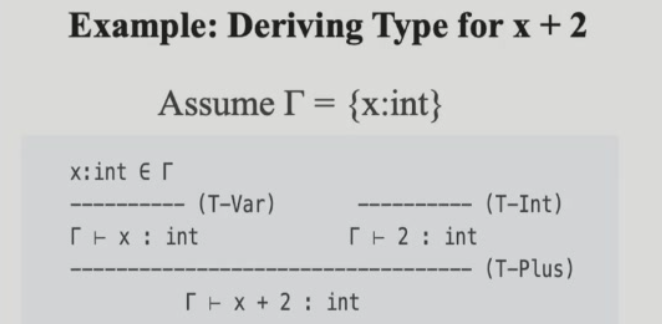 Example: Deriving Type for x + 2
Assume Γ = {x:int}
x:int ∈ Γ
---------- (T-Var)          ---------- (T-Int)
Γ ⊢ x : int                 Γ ⊢ 2 : int
----------------------------------- (T-Plus)
Γ ⊢ x + 2 : int